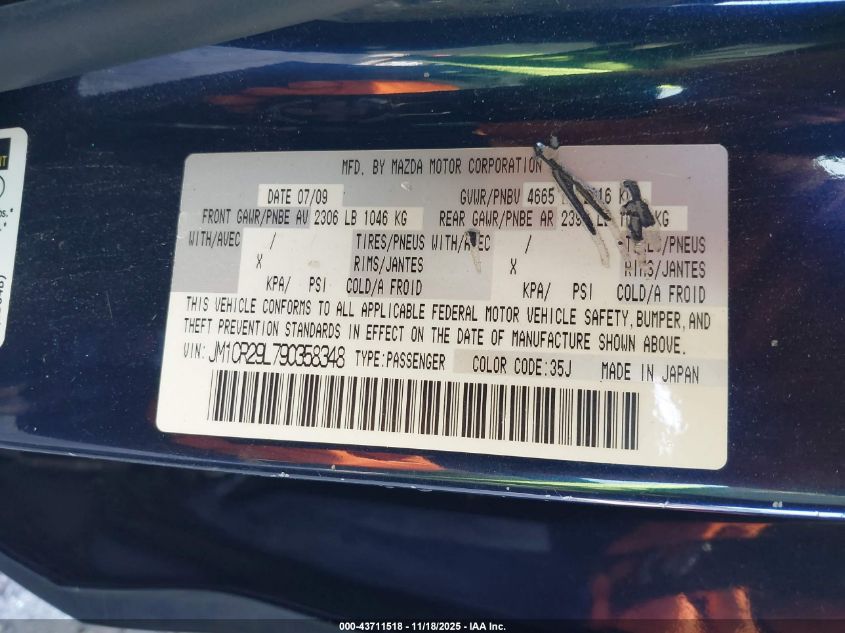 MFD. BY MAZDA MOTOR CORPORATION
DATE 07/09 GVWR/PNBV 4665
FRONT GAWR/PNBE AV 2306 LB 1046 KG REAR GAWR/PNBE AR KG
WITH/AVEC / TIRES/PNEUS WITH/AVEC / TIRES/PNEUS
X RIMS/JANTES X RIMS/JANTES
KPA/ PSI COLD/A FROID KPA/ PSI COLD/A FROID
THIS VEHICLE CONFORMS TO ALL APPLICABLE FEDERAL MOTOR VEHICLE SAFETY, BUMPER, AND
THEFT PREVENTION STANDARDS IN EFFECT ON THE DATE OF MANUFACTURE SHOWN ABOVE.
VIN: JM1CR29L790358348 TYPE:PASSENGER COLOR CODE:35J MADE IN JAPAN
000-43711518 - 11/18/2025 - IAA Inc.